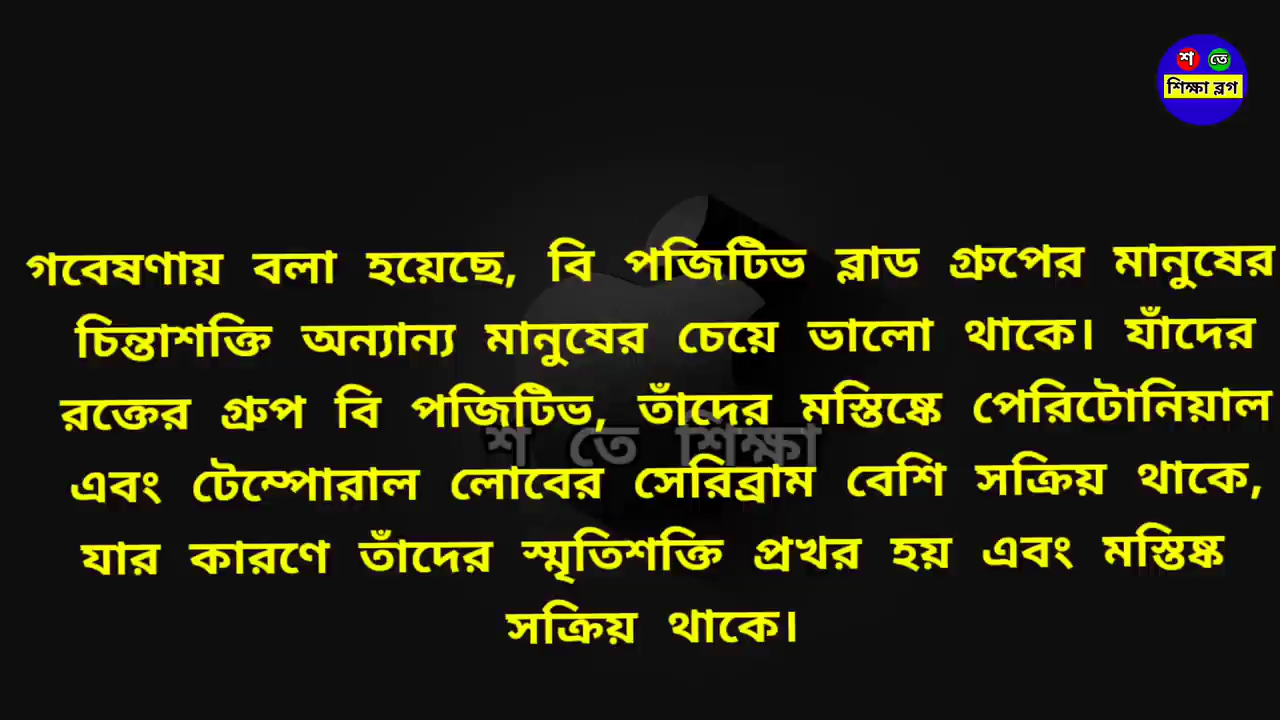 শ তে
শিক্ষা ব্লগ
গবেষণায় বলা হয়েছে, বি পজিটিভ ব্লাড গ্রুপের মানুষের
চিন্তাশক্তি অন্যান্য মানুষের চেয়ে ভালো থাকে। যাঁদের
রক্তের গ্রুপ বি পজিটিভ, তাঁদের মস্তিষ্কে পেরিটোনিয়াল
শ তে শিক্ষা
এবং টেম্পোরাল লোবের সেরিব্রাম বেশি সক্রিয় থাকে,
যার কারণে তাঁদের স্মৃতিশক্তি প্রখর হয় এবং মস্তিষ্ক
সক্রিয় থাকে।